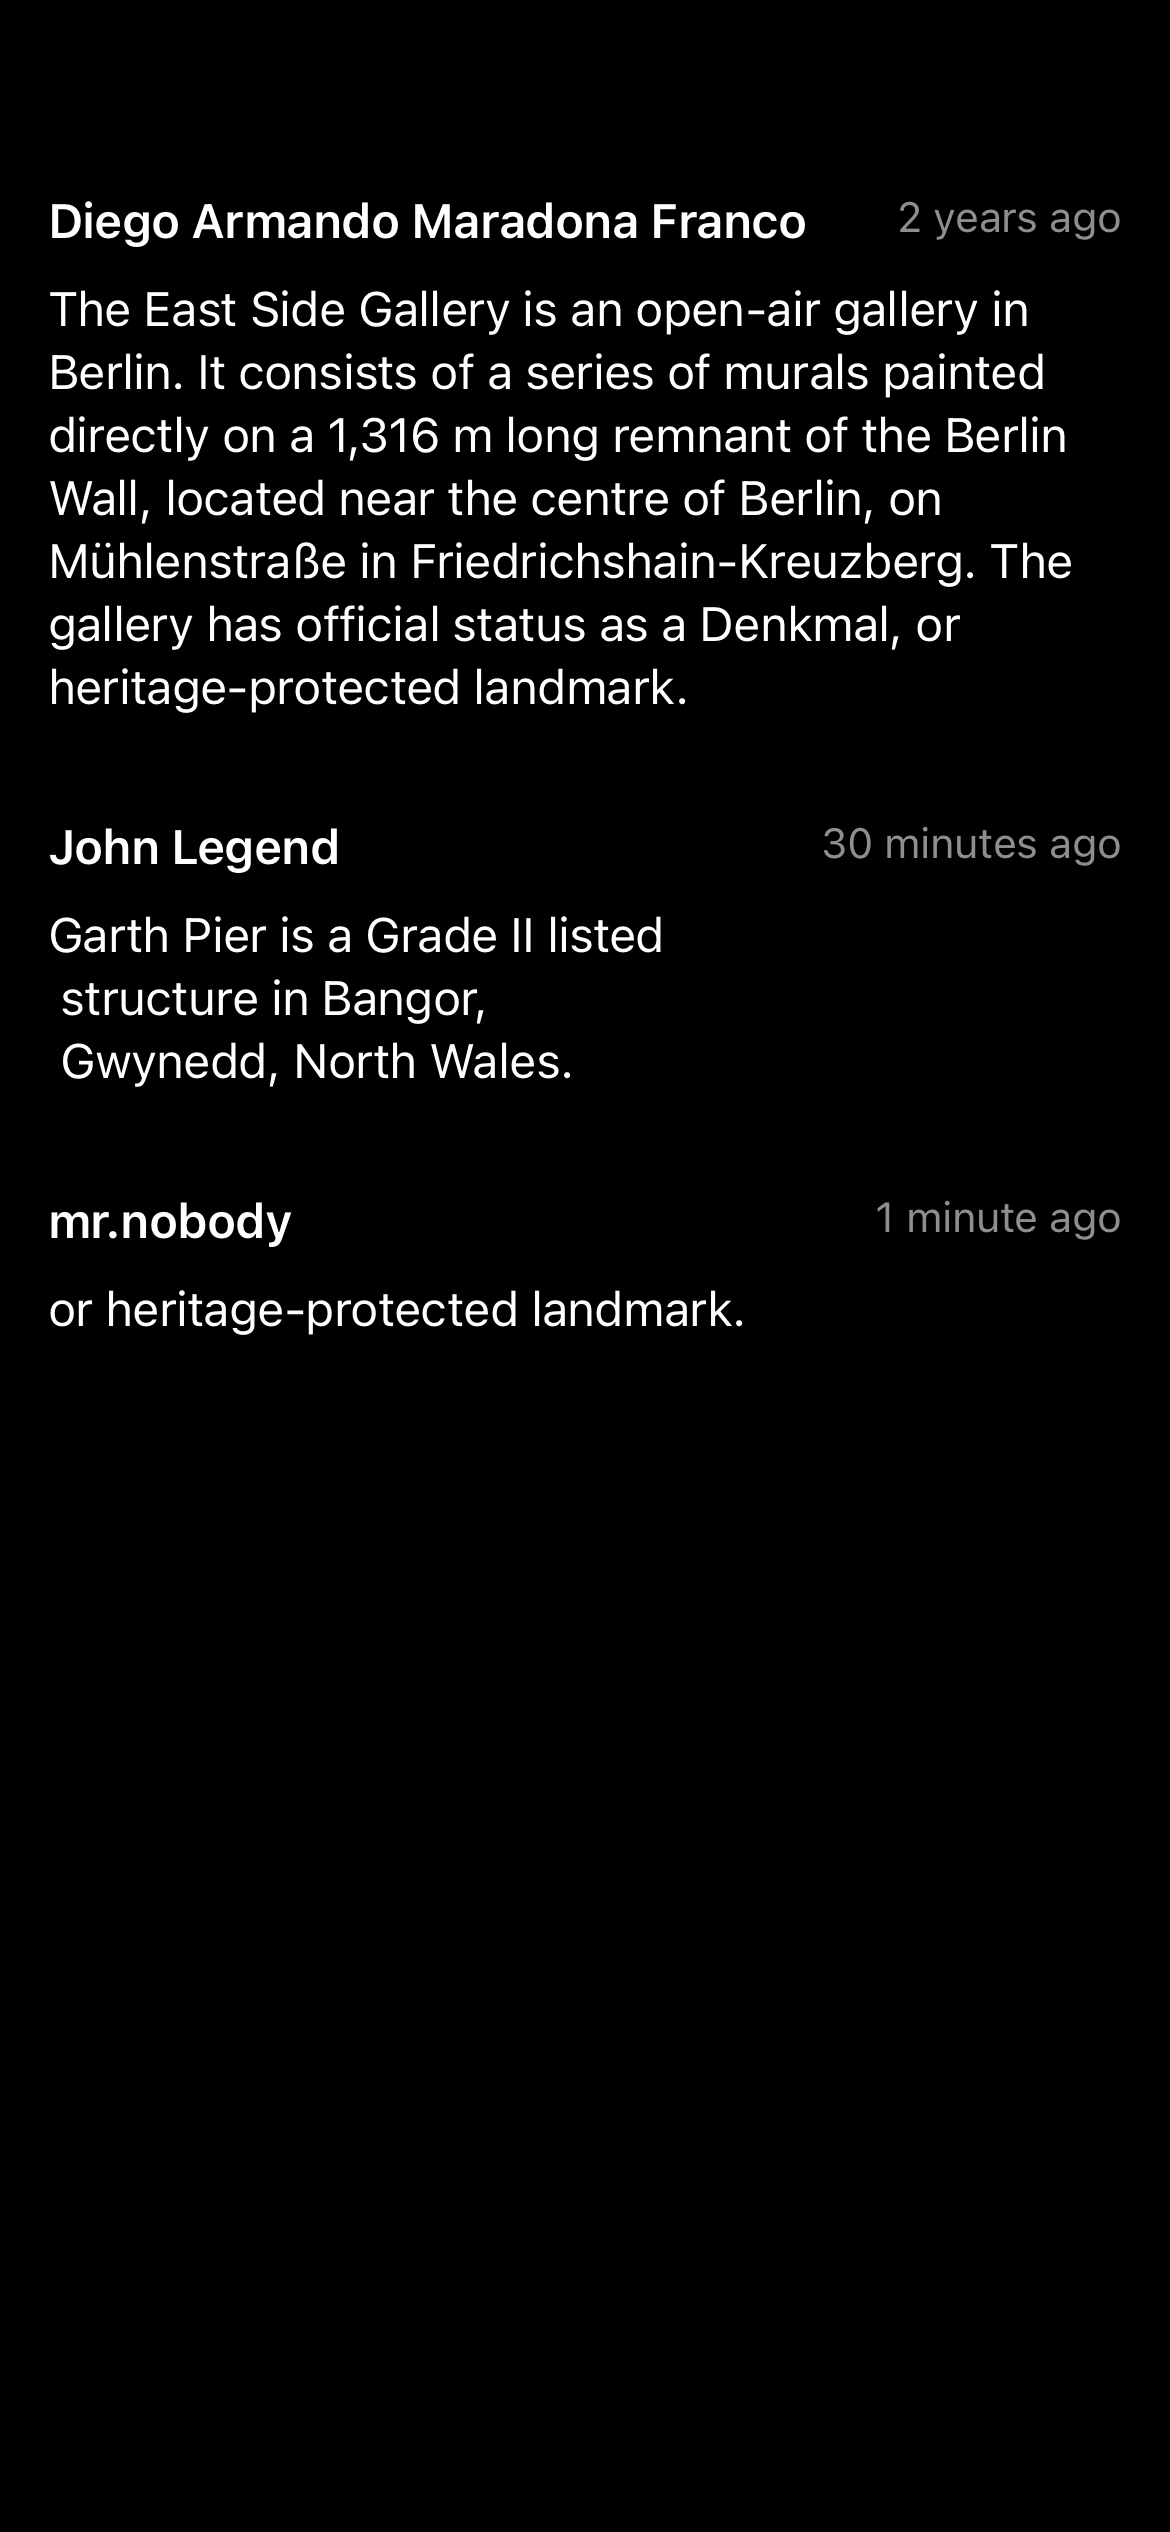 Diego Armando Maradona Franco 2 years ago
The East Side Gallery is an open-air gallery in
Berlin. It consists of a series of murals painted
directly on a 1,316 m long remnant of the Berlin
Wall, located near the centre of Berlin, on
Mühlenstraße in Friedrichshain-Kreuzberg. The
gallery has official status as a Denkmal, or
heritage-protected landmark.
John Legend 30 minutes ago
Garth Pier is a Grade II listed
structure in Bangor,
Gwynedd, North Wales.
mr.nobody 1 minute ago
or heritage-protected landmark.